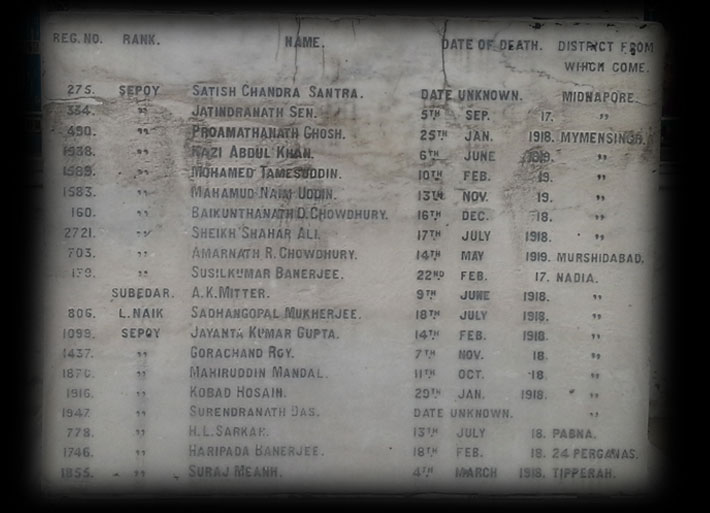 REG. NO. RANK. NAME. DATE OF DEATH. DISTRICT FROM
WHICH COME.
275. SEPOY SATISH CHANDRA SANTRA. DATE UNKNOWN. MIDNAPORE.
334. " JATINDRANATH SEN. 5TH SEP. 17. "
490. " PROAMATHANATH GHOSH. 25TH JAN. 1918. MYMENSINGH.
1938. " KAZI ABDUL KHAN. 6TH JUNE 1919. "
1589. " MOHAMED TAMESUDDIN. 10TH FEB. 19. "
1583. " MAHAMUD NAIM UDDIN. 13TH NOV. 19. "
160. " BAIKUNTHANATH D. CHOWDHURY. 16TH DEC. 18. "
2721. " SHEIKH SHAHAR ALI. 17TH JULY 1918. "
703. " AMARNATH R. CHOWDHURY. 14TH MAY 1919. MURSHIDABAD.
" SUSILKUMAR BANERJEE. 22ND FEB. 17. NADIA.
SUBEDAR. A. K. MITTER. 9TH JUNE 1918. "
806. L. NAIK SADHANGOPAL MUKHERJEE. 18TH JULY 1918. "
1099. SEPOY JAYANTA KUMAR GUPTA. 14TH FEB. 1918. "
1437. " GORACHAND ROY. 7TH NOV. 18. "
" MAHIRUDDIN MANDAL. 11TH OCT. 18. "
1916. " KOBAD HOSAIN. 29TH JAN. 1918. "
1947. " SURENDRANATH DAS. DATE UNKNOWN. "
778. " H. L. SARKAR. 13TH JULY 18. PABNA.
1746. " HARIPADA BANERJEE. 18TH FEB. 18. 24 PERGANAS.
1855. " SURAJ MEANH. 4TH MARCH 1918. TIPPERAH.